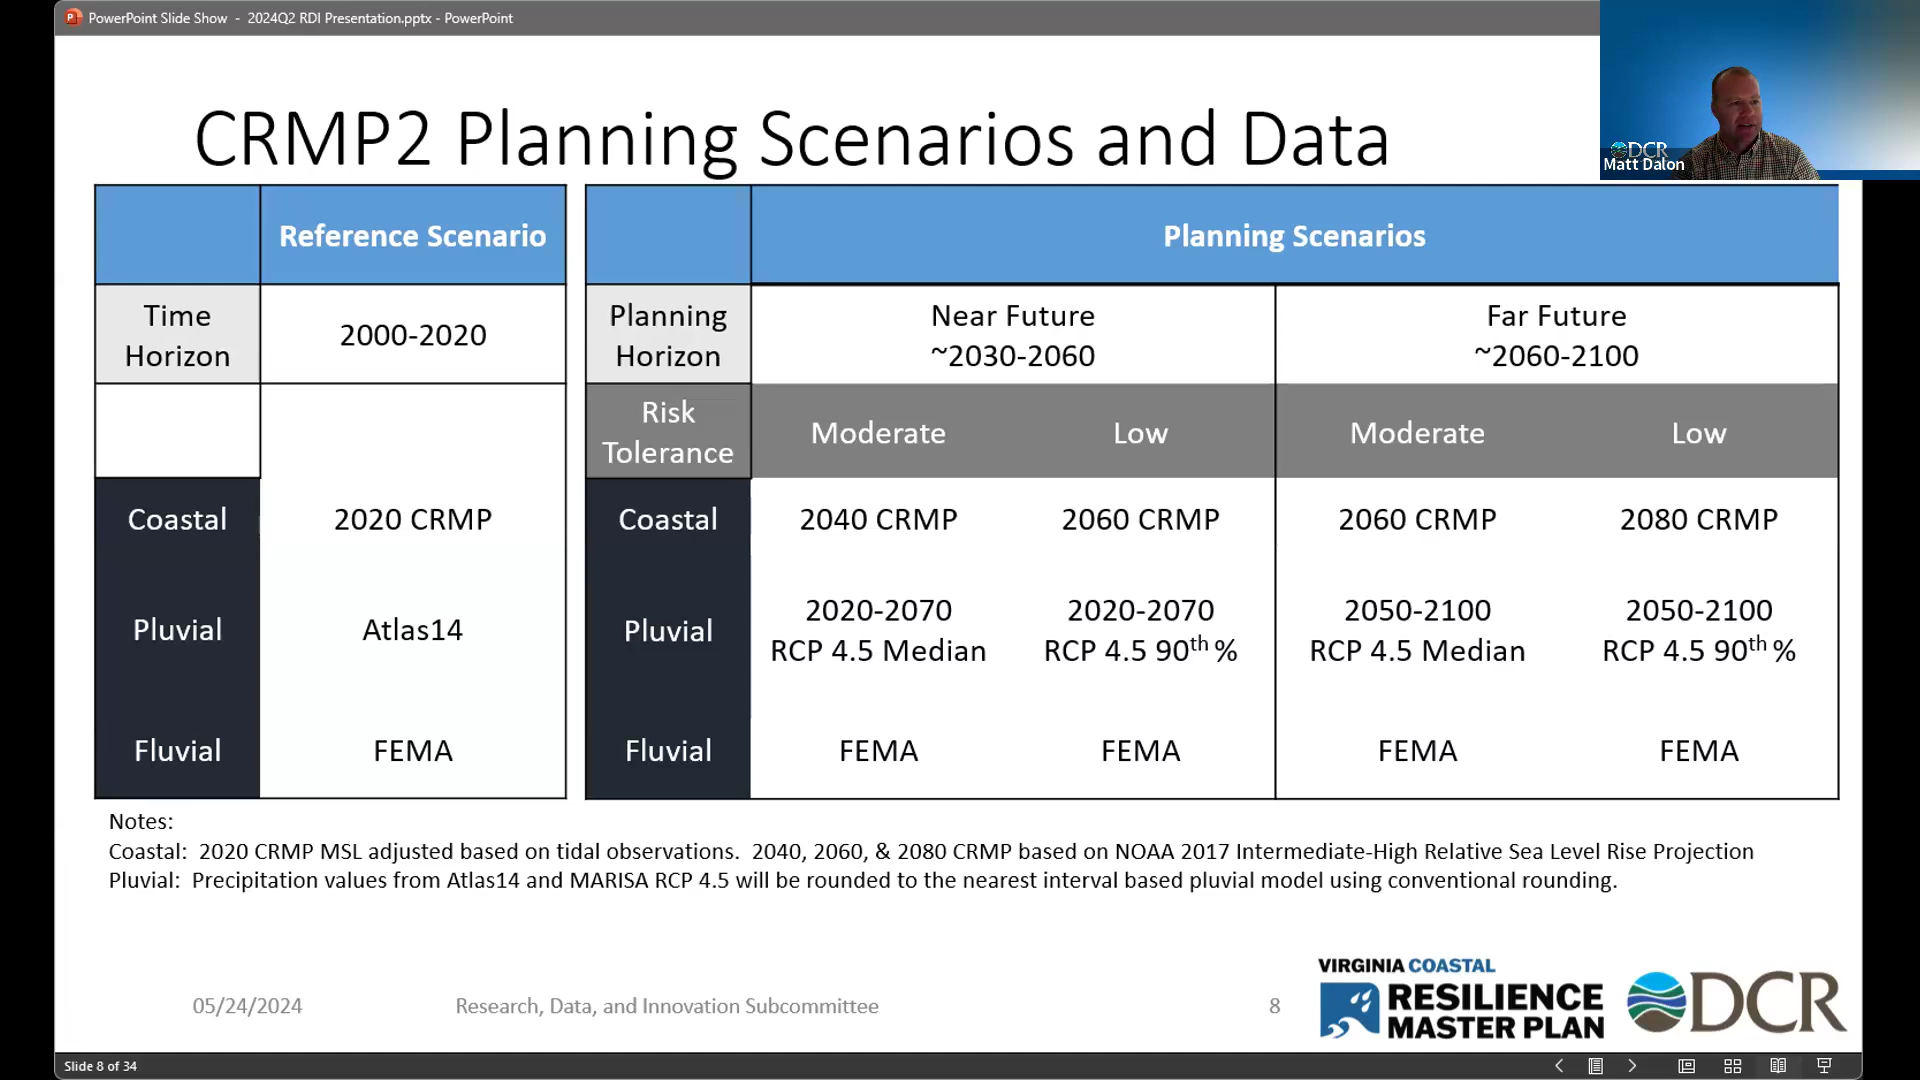 PowerPoint Slide Show - 2024Q2 RDI Presentation.pptx - PowerPoint
DCR
Matt Dalon
CRMP2 Planning Scenarios and Data
Reference Scenario
Time
Horizon
2000-2020
Coastal
2020 CRMP
Pluvial
Atlas14
Fluvial
FEMA
Planning Scenarios
Planning
Horizon
Near Future
~2030-2060
Far Future
~2060-2100
Risk
Tolerance
Moderate
Low
Moderate
Low
Coastal
2040 CRMP
2060 CRMP
2060 CRMP
2080 CRMP
Pluvial
2020-2070
RCP 4.5 Median
2020-2070
RCP 4.5 90th %
2050-2100
RCP 4.5 Median
2050-2100
RCP 4.5 90th %
Fluvial
FEMA
FEMA
FEMA
FEMA
Notes:
Coastal: 2020 CRMP MSL adjusted based on tidal observations. 2040, 2060, & 2080 CRMP based on NOAA 2017 Intermediate-High Relative Sea Level Rise Projection
Pluvial: Precipitation values from Atlas14 and MARISA RCP 4.5 will be rounded to the nearest interval based pluvial model using conventional rounding.
05/24/2024
Research, Data, and Innovation Subcommittee
8
VIRGINIA COASTAL
RESILIENCE
MASTER PLAN
DCR
Slide 8 of 34